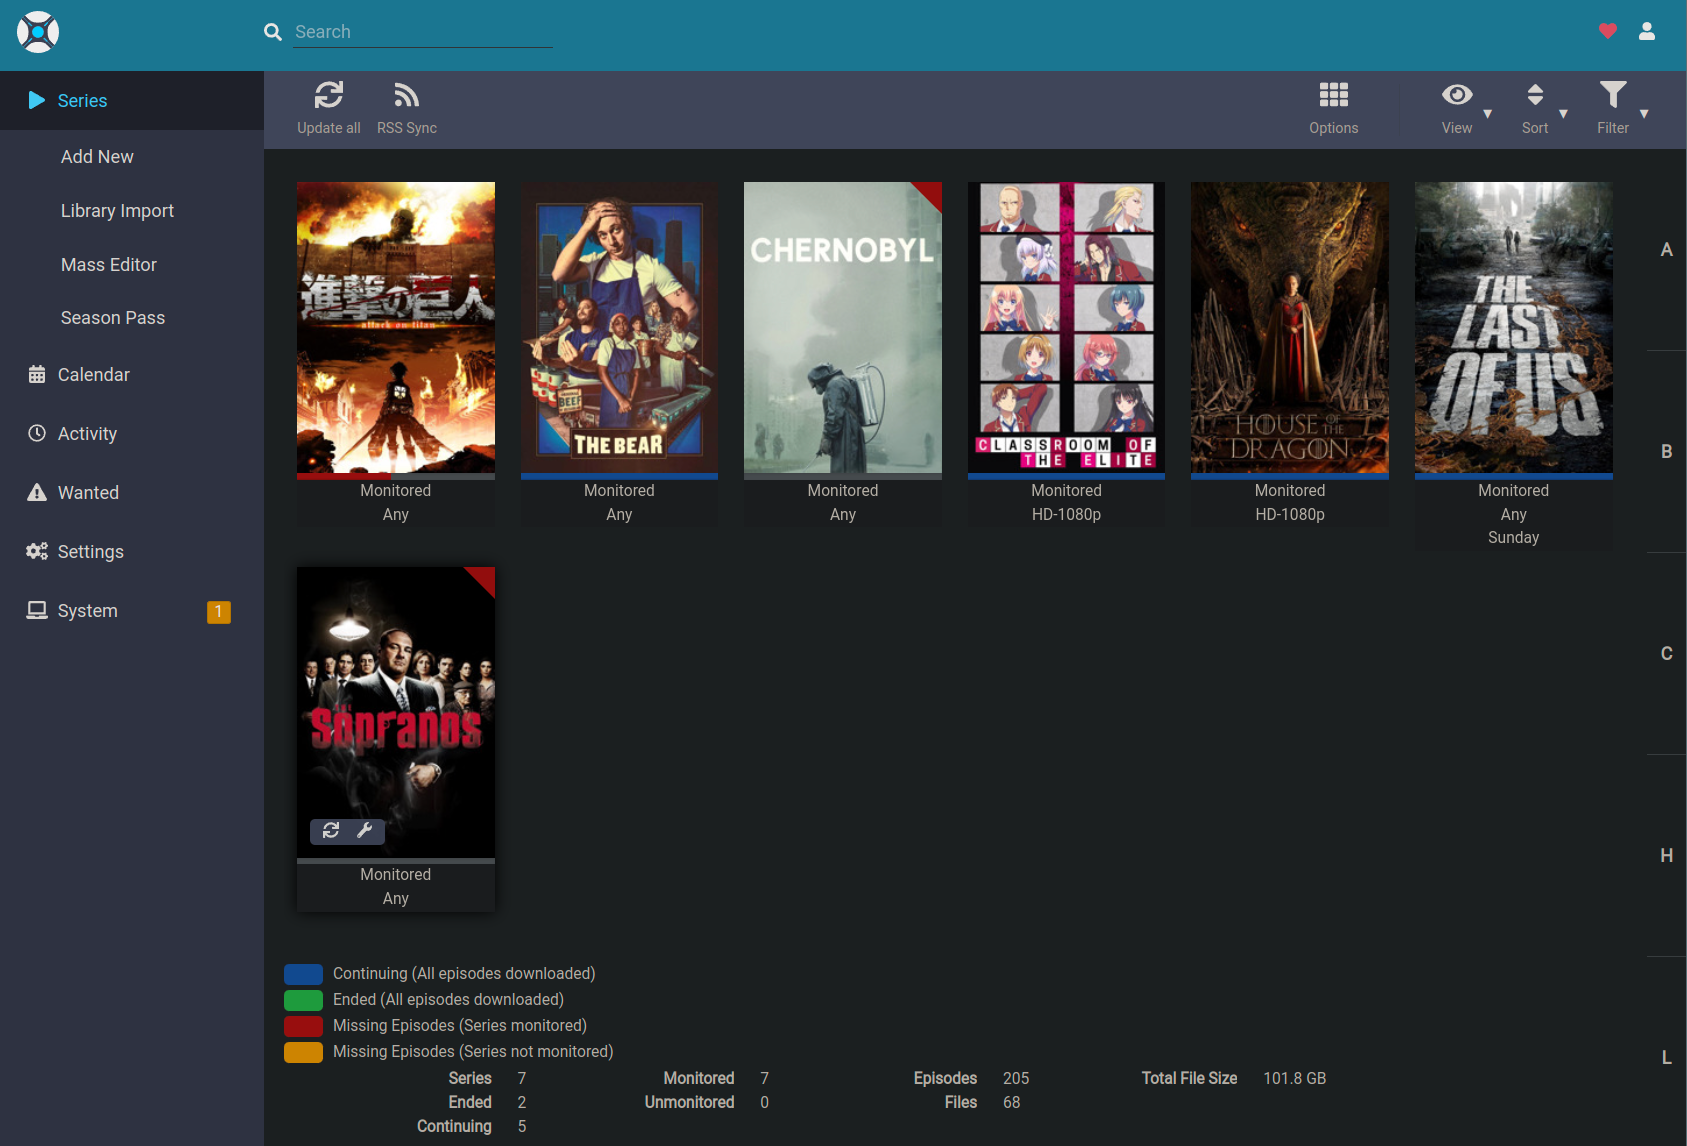 Search
Series
Update all
RSS Sync
Options
View
Sort
Filter
Add New
Library Import
Mass Editor
Season Pass
Calendar
Activity
Wanted
Settings
System
1
進撃の巨人
attack on titan
Monitored
Any
BEEF
THE BEAR
Monitored
Any
CHERNOBYL
Monitored
Any
CLASSROOM OF
THE ELITE
Monitored
HD-1080p
HOUSE OF THE
DRAGON
Monitored
HD-1080p
THE
LAST
OF US
Monitored
Any
Sunday
Sopranos
Monitored
Any
A
B
C
H
L
Continuing (All episodes downloaded)
Ended (All episodes downloaded)
Missing Episodes (Series monitored)
Missing Episodes (Series not monitored)
Series 7 Monitored 7 Episodes 205 Total File Size 101.8 GB
Ended 2 Unmonitored 0 Files 68
Continuing 5